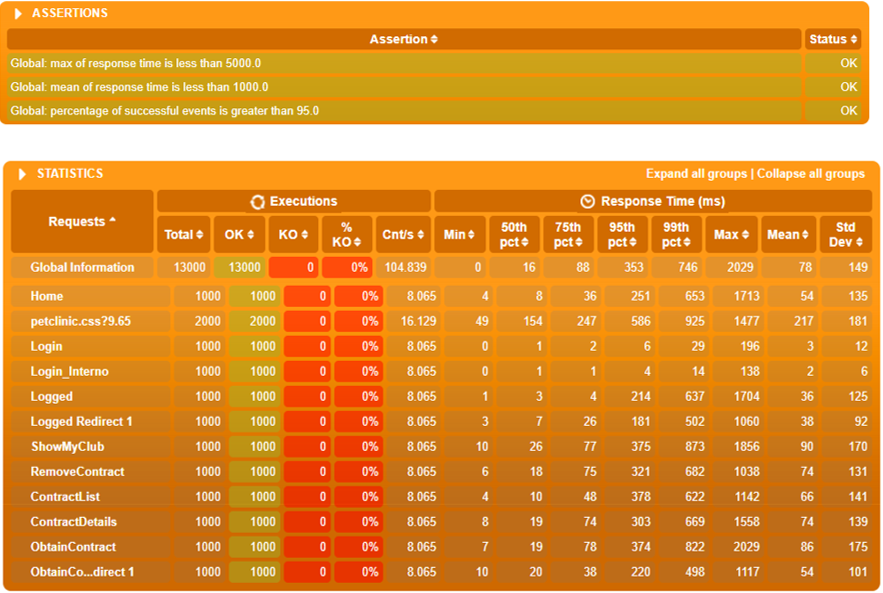 ASSERTIONS
Assertion Status
Global: max of response time is less than 5000.0 OK
Global: mean of response time is less than 1000.0 OK
Global: percentage of successful events is greater than 95.0 OK
STATISTICS Expand all groups | Collapse all groups
Requests Executions Response Time (ms)
Total OK KO % KO Cnt/s Min 50th pct 75th pct 95th pct 99th pct Max Mean Std Dev
Global Information 13000 13000 0 0% 104.839 0 16 88 353 746 2029 78 149
Home 1000 1000 0 0% 8.065 4 8 36 251 653 1713 54 135
petclinic.css?9.65 2000 2000 0 0% 16.129 49 154 247 586 925 1477 217 181
Login 1000 1000 0 0% 8.065 0 1 2 6 29 196 3 12
Login_Interno 1000 1000 0 0% 8.065 0 1 1 4 14 138 2 6
Logged 1000 1000 0 0% 8.065 1 3 4 214 637 1704 36 125
Logged Redirect 1 1000 1000 0 0% 8.065 3 7 26 181 502 1060 38 92
ShowMyClub 1000 1000 0 0% 8.065 10 26 77 375 873 1856 90 170
RemoveContract 1000 1000 0 0% 8.065 6 18 75 321 682 1038 74 131
ContractList 1000 1000 0 0% 8.065 4 10 48 378 622 1142 66 141
ContractDetails 1000 1000 0 0% 8.065 8 19 74 303 669 1558 74 139
ObtainContract 1000 1000 0 0% 8.065 7 19 78 374 822 2029 86 175
ObtainCo...direct 1 1000 1000 0 0% 8.065 10 20 38 220 498 1117 54 101